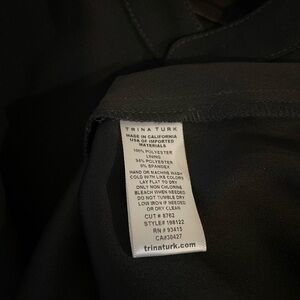 TRINA TURK
MADE IN CALIFORNIA
USA OF IMPORTED
MATERIALS
100% POLYESTER
LINING
94% POLYESTER
6% SPANDEX
HAND OR MACHINE WASH
COLD WITH LIKE COLORS
LAY FLAT TO DRY
ONLY NON CHLORINE
BLEACH WHEN NEEDED
DO NOT TUMBLE DRY
LOW IRON IF NEEDED
OR DRY CLEAN
CUT # 8762
STYLE# 198122
RN # 93415
CA#30427
trinaturk.com